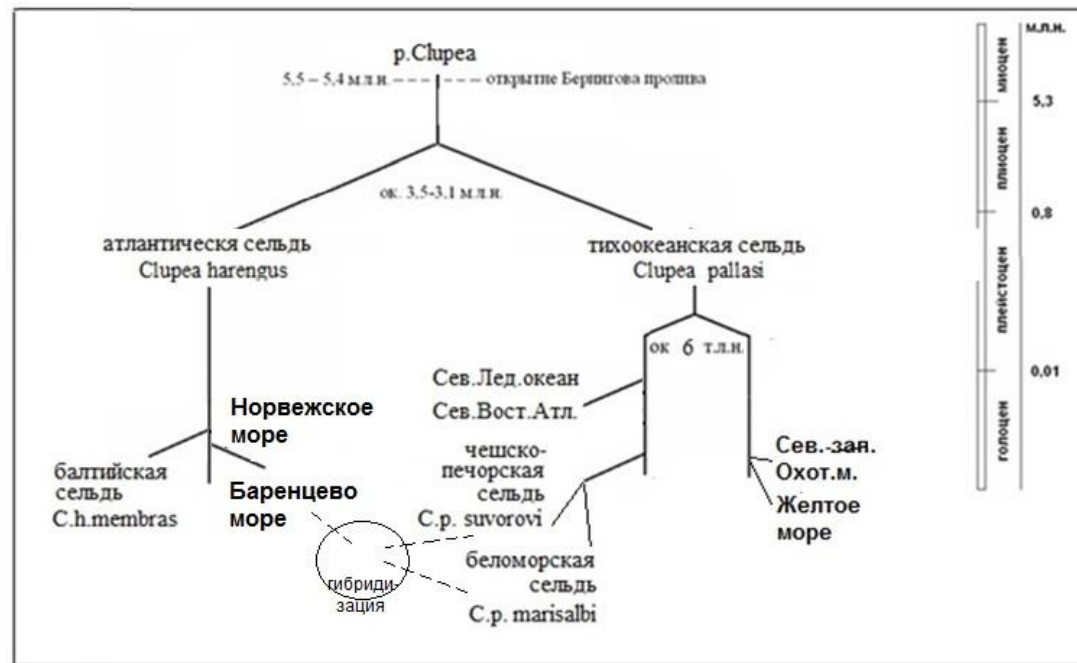 р.Clupea
5,5 – 5,4 м.л.н.
открытие Берингова пролива
ок. 3,5-3,1 м.л.н.
атлантическя сельдь
Clupea harengus
тихоокеанская сельдь
Clupea pallasi
ок 6 т.л.н.
Сев.Лед.океан
Сев.Вост.Атл.
Норвежское
море
балтийская
сельдь
C.h.membras
Баренцево
море
чешско-
печорская
сельдь
C.p. suvorovi
беломорская
сельдь
C.p. marisalbi
гибриди-
зация
Сев.-зап.
Охот.м.
Желтое
море
м.л.н.
миоцен
5,3
плиоцен
0,8
плейстоцен
0,01
голоцен